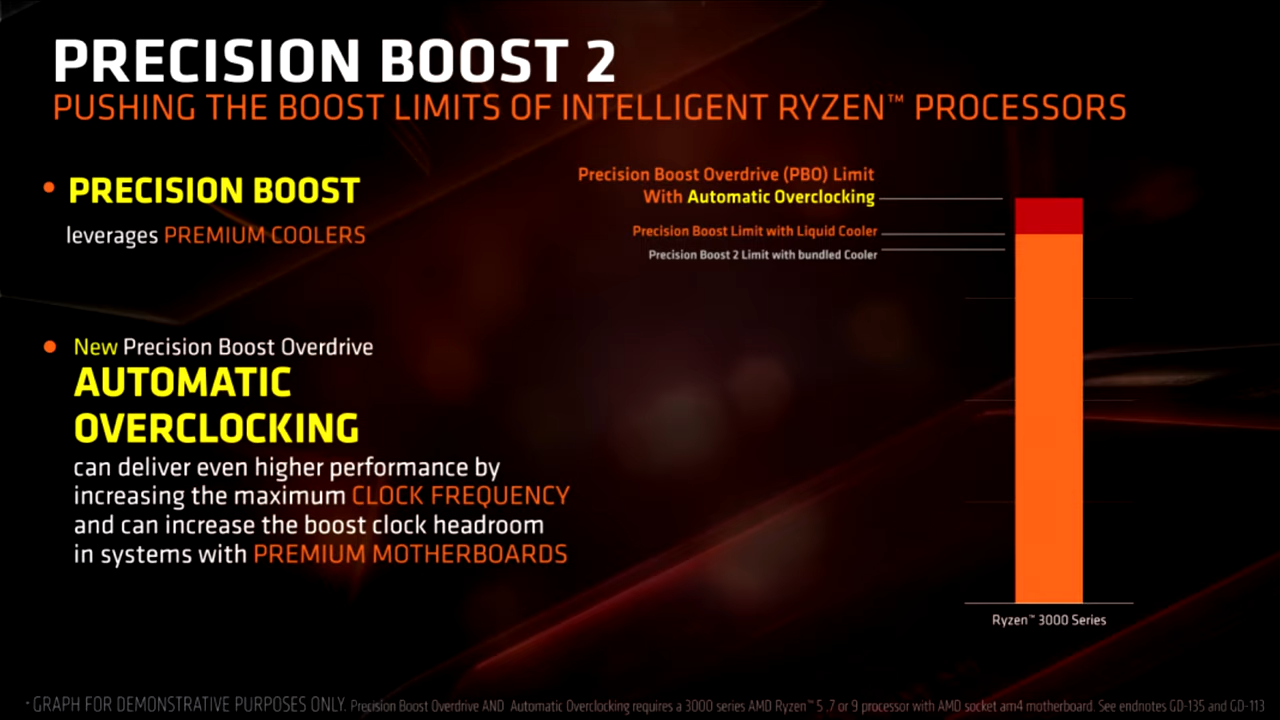 PRECISION BOOST 2
PUSHING THE BOOST LIMITS OF INTELLIGENT RYZEN™ PROCESSORS
• PRECISION BOOST
leverages PREMIUM COOLERS
• New Precision Boost Overdrive
AUTOMATIC
OVERCLOCKING
can deliver even higher performance by
increasing the maximum CLOCK FREQUENCY
and can increase the boost clock headroom
in systems with PREMIUM MOTHERBOARDS
Precision Boost Overdrive (PBO) Limit
With Automatic Overclocking
Precision Boost Limit with Liquid Cooler
Precision Boost 2 Limit with bundled Cooler
Ryzen™ 3000 Series
* GRAPH FOR DEMONSTRATIVE PURPOSES ONLY. Precision Boost Overdrive AND Automatic Overclocking requires a 3000 series AMD Ryzen™ 5 ,7 or 9 processor with AMD socket am4 motherboard. See endnotes GD-135 and GD-113